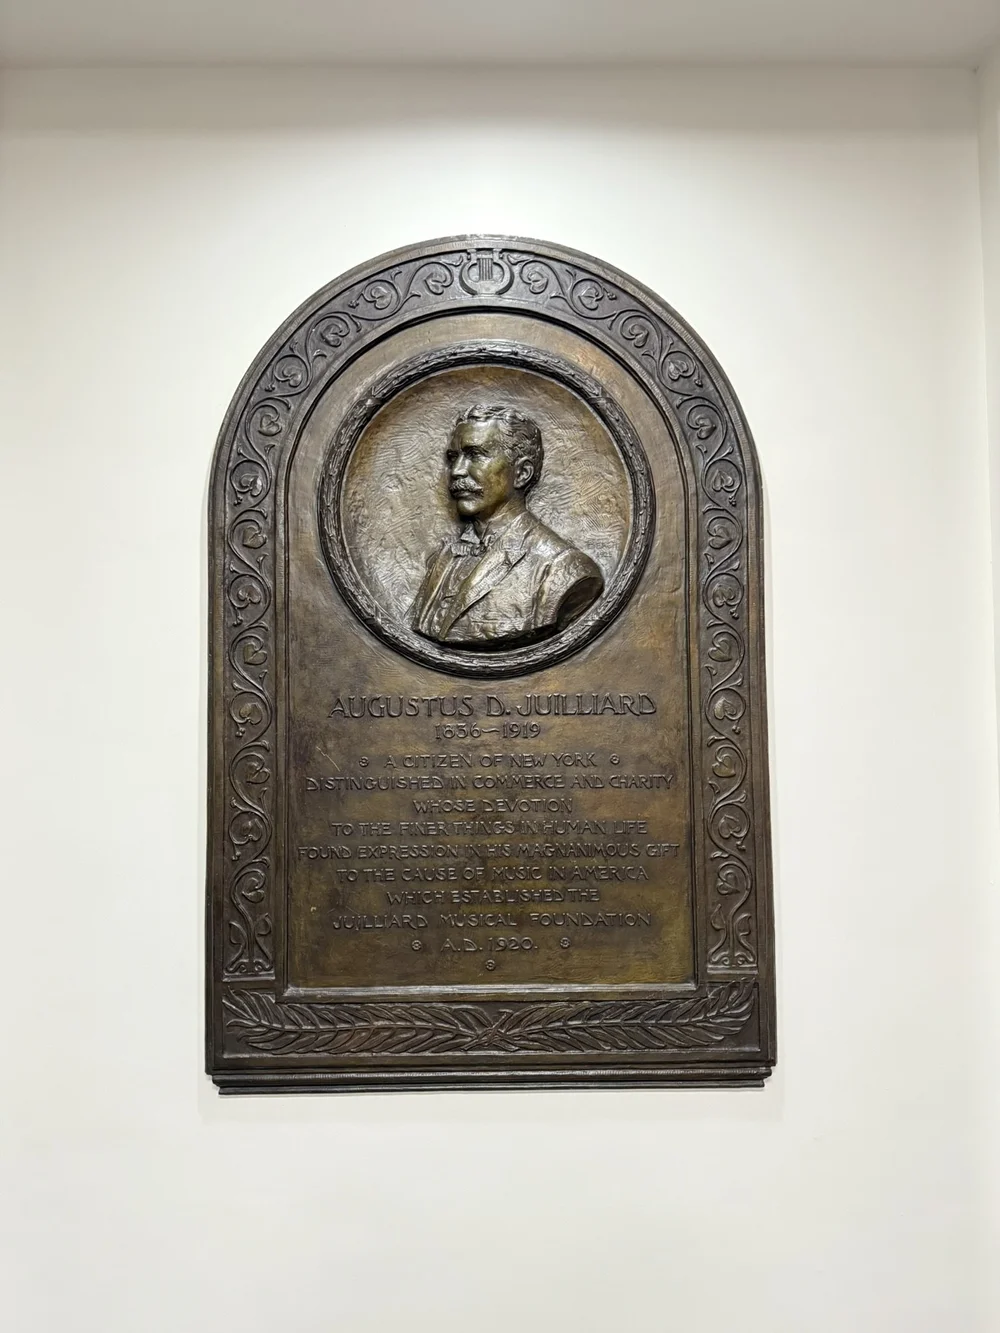 AUGUSTUS D. JUILLIARD
1836–1919
A CITIZEN OF NEW YORK
DISTINGUISHED IN COMMERCE AND CHARITY
WHOSE DEVOTION
TO THE FINER THINGS IN HUMAN LIFE
FOUND EXPRESSION IN HIS MAGNANIMOUS GIFT
TO THE CAUSE OF MUSIC IN AMERICA
WHICH ESTABLISHED THE
JUILLIARD MUSICAL FOUNDATION
A.D. 1920.